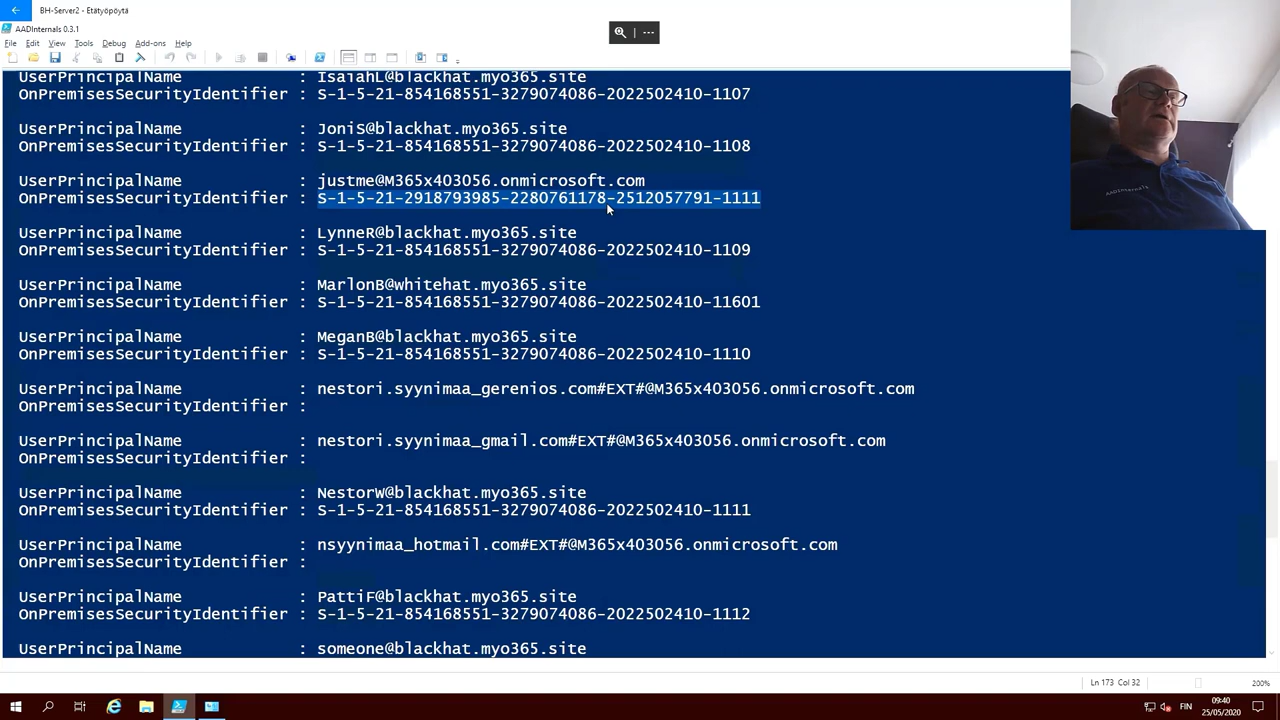 BH-Server2 - Etätyöpöytä
AADInternals 0.3.1
File Edit View Tools Debug Add-ons Help
UserPrincipalName : IsaiahL@blackhat.myo365.site
OnPremisesSecurityIdentifier : S-1-5-21-854168551-3279074086-2022502410-1107
UserPrincipalName : JoniS@blackhat.myo365.site
OnPremisesSecurityIdentifier : S-1-5-21-854168551-3279074086-2022502410-1108
UserPrincipalName : justme@M365x403056.onmicrosoft.com
OnPremisesSecurityIdentifier : S-1-5-21-2918793985-2280761178-2512057791-1111
UserPrincipalName : LynneR@blackhat.myo365.site
OnPremisesSecurityIdentifier : S-1-5-21-854168551-3279074086-2022502410-1109
UserPrincipalName : MarlonB@whitehat.myo365.site
OnPremisesSecurityIdentifier : S-1-5-21-854168551-3279074086-2022502410-11601
UserPrincipalName : MeganB@blackhat.myo365.site
OnPremisesSecurityIdentifier : S-1-5-21-854168551-3279074086-2022502410-1110
UserPrincipalName : nestori.syynimaa_gerenios.com#EXT#@M365x403056.onmicrosoft.com
OnPremisesSecurityIdentifier :
UserPrincipalName : nestori.syynimaa_gmail.com#EXT#@M365x403056.onmicrosoft.com
OnPremisesSecurityIdentifier :
UserPrincipalName : NestorW@blackhat.myo365.site
OnPremisesSecurityIdentifier : S-1-5-21-854168551-3279074086-2022502410-1111
UserPrincipalName : nsyynimaa_hotmail.com#EXT#@M365x403056.onmicrosoft.com
OnPremisesSecurityIdentifier :
UserPrincipalName : PattiF@blackhat.myo365.site
OnPremisesSecurityIdentifier : S-1-5-21-854168551-3279074086-2022502410-1112
UserPrincipalName : someone@blackhat.myo365.site
Ln 173 Col 32
200%
FIN
09:40
25/05/2020
AADInternals